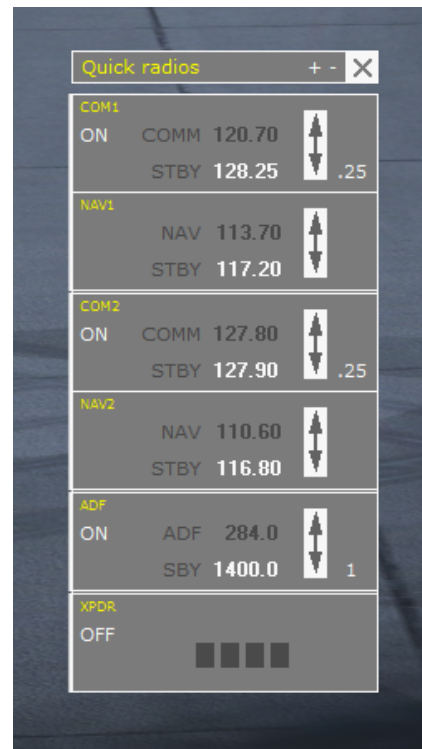 Quick radios + - X
COM1
ON COMM 120.70
STBY 128.25 .25
NAV1
NAV 113.70
STBY 117.20
COM2
ON COMM 127.80
STBY 127.90 .25
NAV2
NAV 110.60
STBY 116.80
ADF
ON ADF 284.0
SBY 1400.0 1
XPDR
OFF